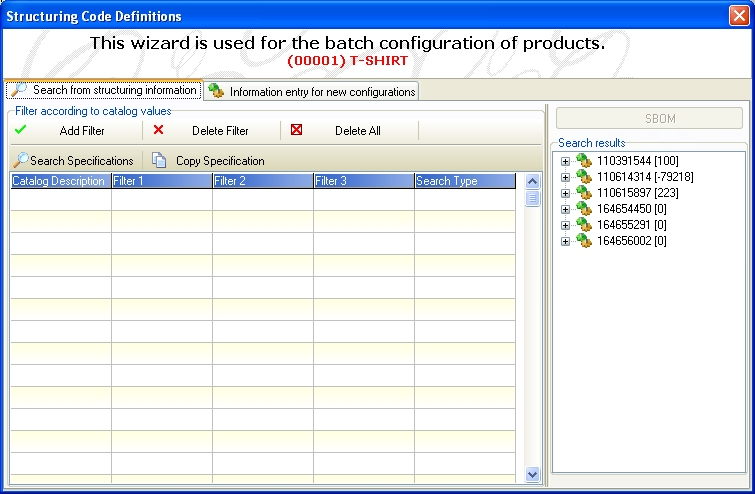 Structuring Code Definitions
This wizard is used for the batch configuration of products.
(00001) T-SHIRT
Search from structuring information
Information entry for new configurations
Filter according to catalog values
Add Filter
Delete Filter
Delete All
Search Specifications
Copy Specification
Catalog Description
Filter 1
Filter 2
Filter 3
Search Type
SBOM
Search results
110391544 [100]
110614314 [-79218]
110615897 [223]
164654450 [0]
164655291 [0]
164656002 [0]